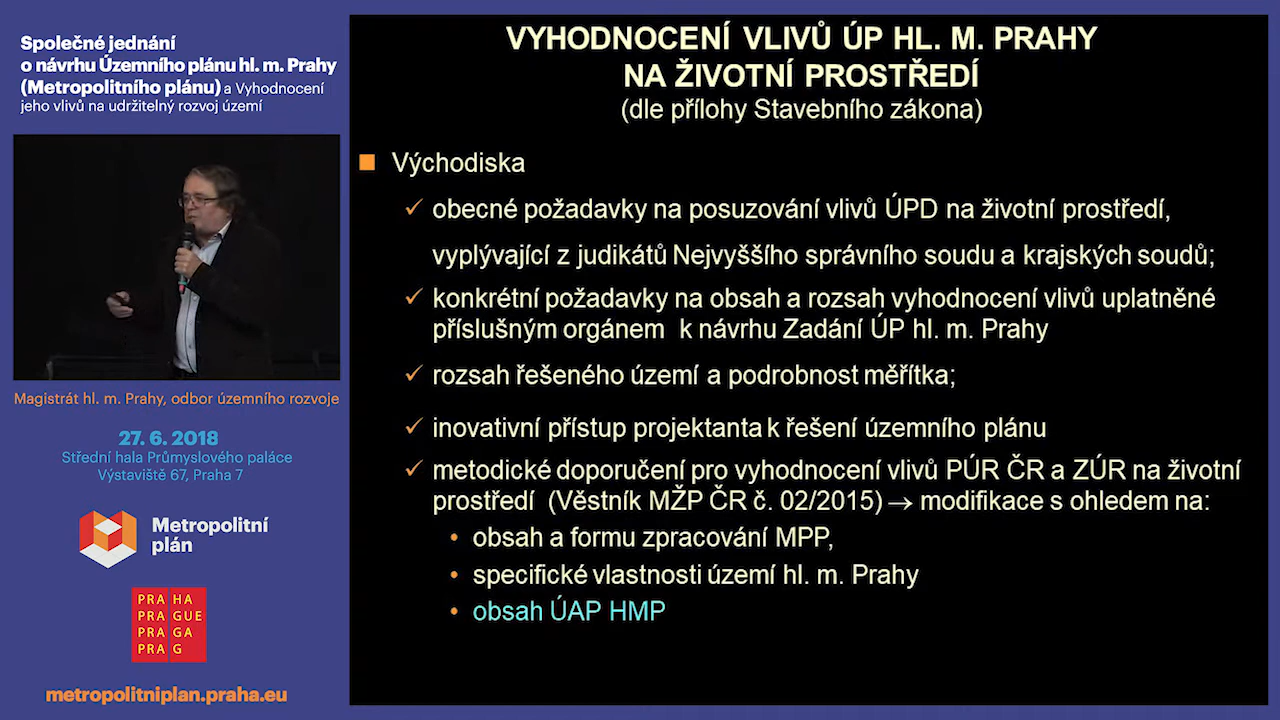 Společné jednání
o návrhu Územního plánu hl. m. Prahy
(Metropolitního plánu) a Vyhodnocení
jeho vlivů na udržitelný rozvoj území
Magistrát hl. m. Prahy, odbor územního rozvoje
27. 6. 2018
Střední hala Průmyslového paláce
Výstaviště 67, Praha 7
Metropolitní
plán
PRA HA
PRA GUE
PRA GA
PRA G
metropolitniplan.praha.eu
VYHODNOCENÍ VLIVŮ ÚP HL. M. PRAHY
NA ŽIVOTNÍ PROSTŘEDÍ
(dle přílohy Stavebního zákona)
Východiska
✓ obecné požadavky na posuzování vlivů ÚPD na životní prostředí,
vyplývající z judikátů Nejvyššího správního soudu a krajských soudů;
✓ konkrétní požadavky na obsah a rozsah vyhodnocení vlivů uplatněné
příslušným orgánem k návrhu Zadání ÚP hl. m. Prahy
✓ rozsah řešeného území a podrobnost měřítka;
✓ inovativní přístup projektanta k řešení územního plánu
✓ metodické doporučení pro vyhodnocení vlivů PÚR ČR a ZÚR na životní
prostředí (Věstník MŽP ČR č. 02/2015) → modifikace s ohledem na:
• obsah a formu zpracování MPP,
• specifické vlastnosti území hl. m. Prahy
• obsah ÚAP HMP